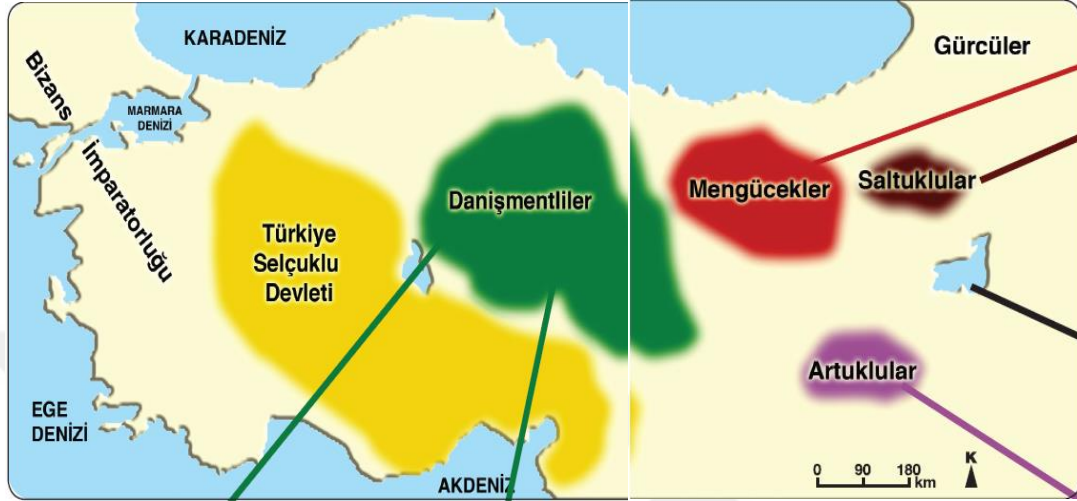 KARADENİZ
Gürcüler
Bizans
İmparatorluğu
MARMARA
DENİZİ
Danişmentliler
Mengücekler
Saltuklular
Türkiye
Selçuklu
Devleti
Artuklular
EGE
DENİZİ
AKDENİZ
0 90 180
km
K